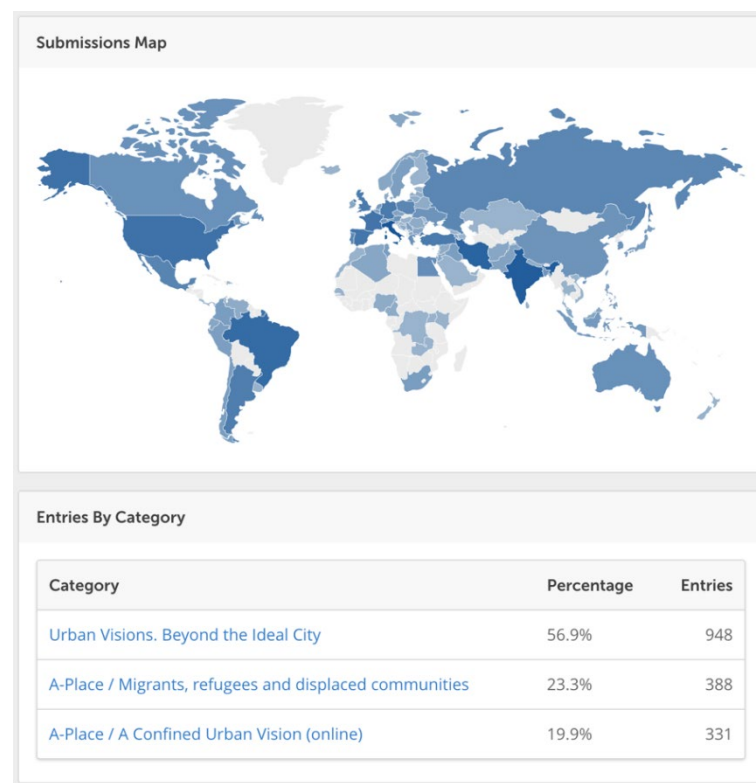 Submissions Map
Entries By Category
Category Percentage Entries
Urban Visions. Beyond the Ideal City 56.9% 948
A-Place / Migrants, refugees and displaced communities 23.3% 388
A-Place / A Confined Urban Vision (online) 19.9% 331